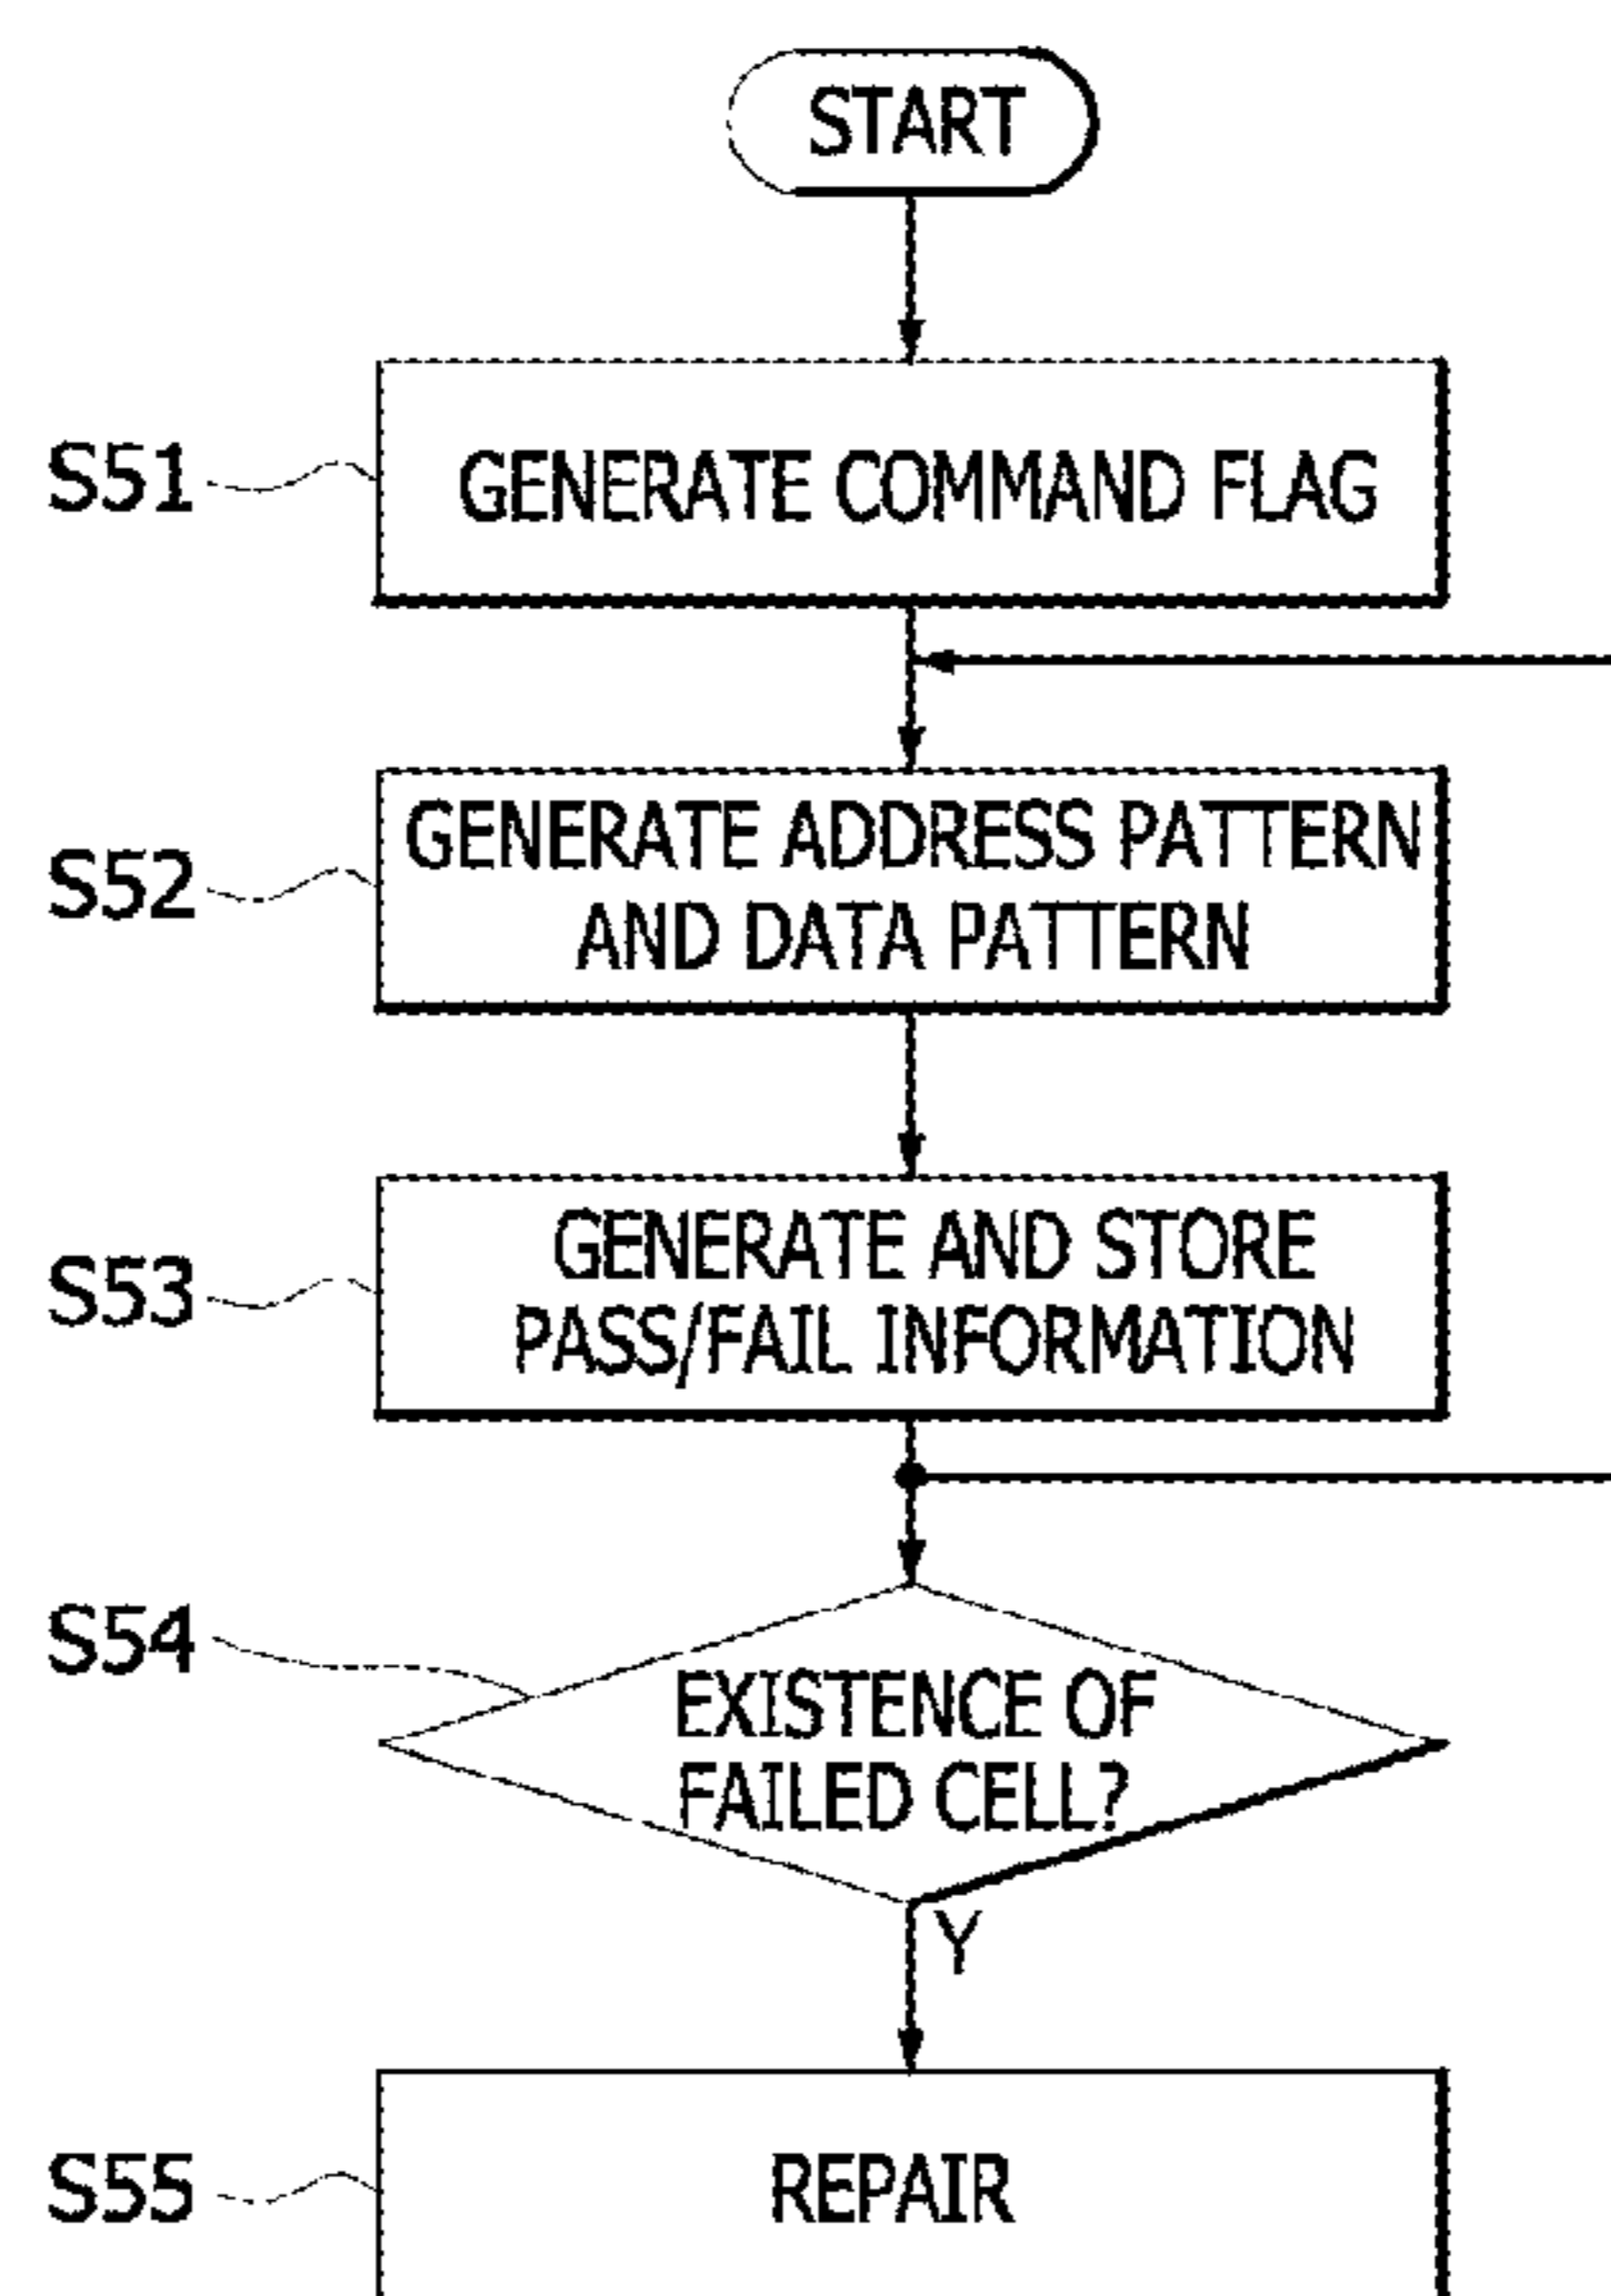 START
S51
GENERATE COMMAND FLAG
S52
GENERATE ADDRESS PATTERN
AND DATA PATTERN
S53
GENERATE AND STORE
PASS/FAIL INFORMATION
S54
EXISTENCE OF
FAILED CELL?
Y
S55
REPAIR